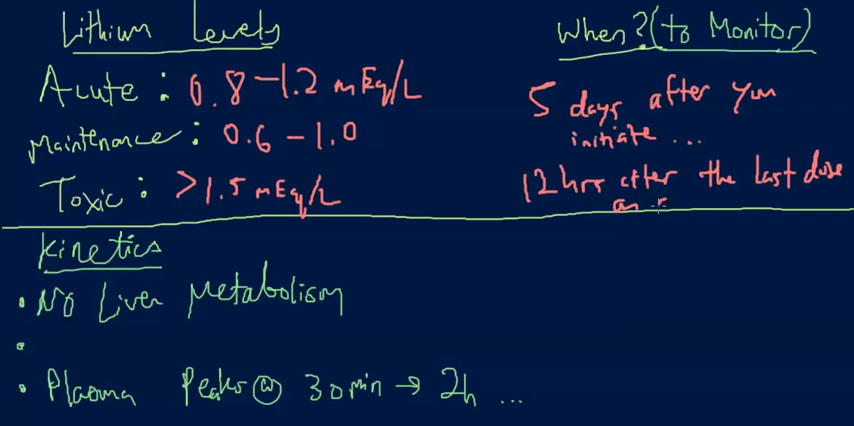 Lithium Levels
Acute: 0.8-1.2 mEq/L
Maintenance: 0.6 - 1.0
Toxic: >1.5 mEq/L
When? (to Monitor)
5 days after you
initiate ...
12 hrs after the last dose
an
Kinetics
• No Liver Metabolism
•
• Plasma Peaks @ 30 min → 2h ...